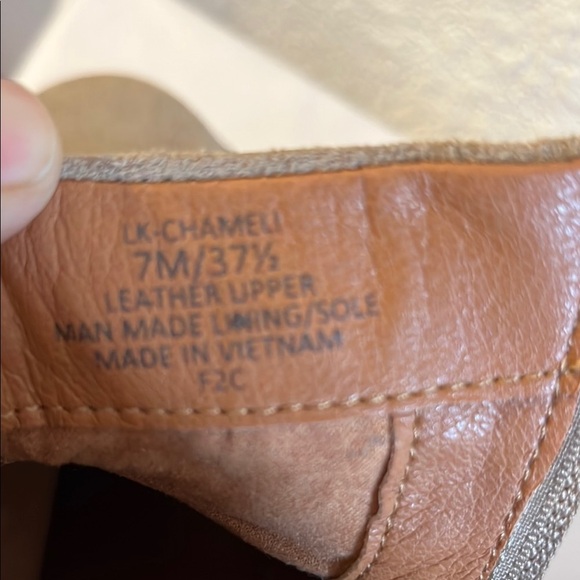 LK-CHAMELI
7M/37½
LEATHER UPPER
MAN MADE LINING/SOLE
MADE IN VIETNAM
F2C